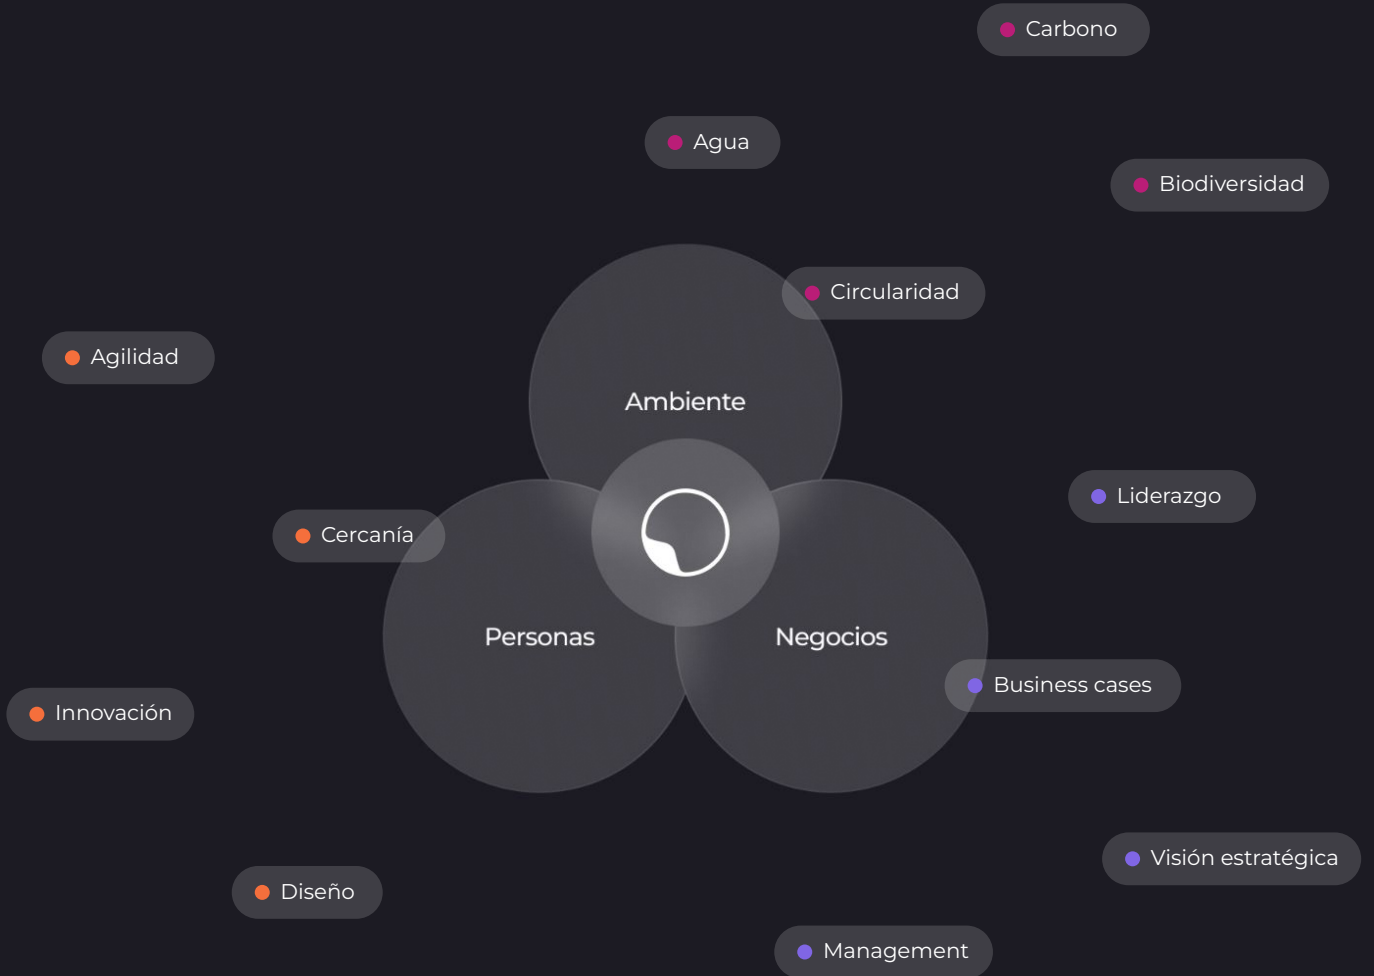 Carbono
Agua
Biodiversidad
Circularidad
Agilidad
Ambiente
Liderazgo
Cercanía
Personas
Negocios
Business cases
Innovación
Visión estratégica
Diseño
Management